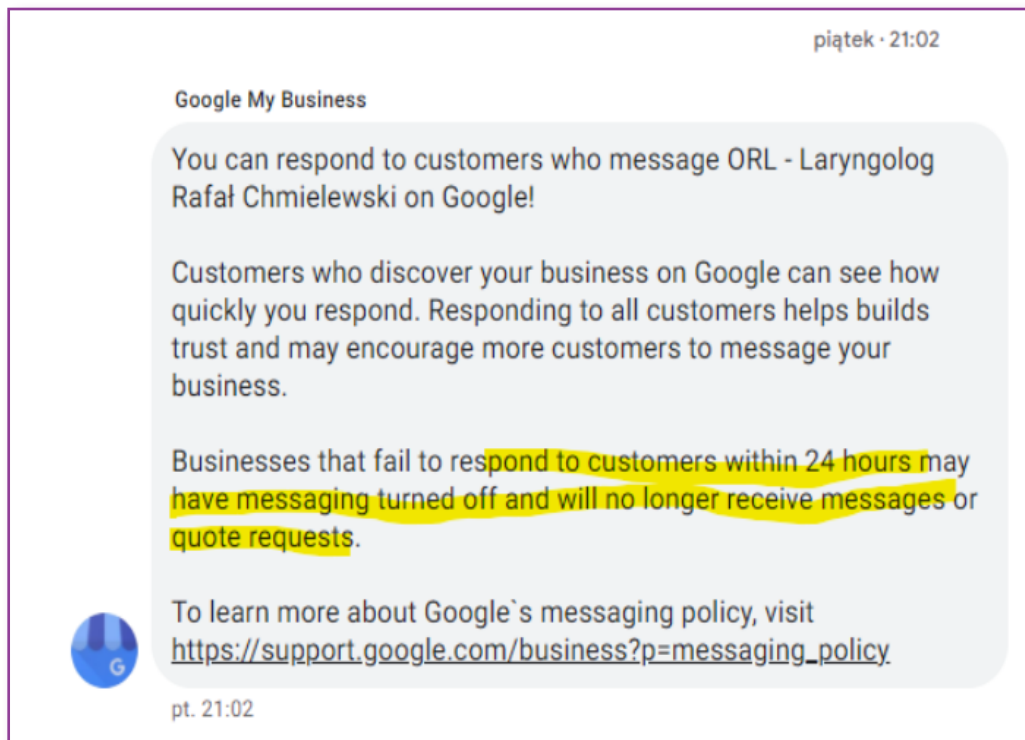 piątek · 21:02
Google My Business
You can respond to customers who message ORL - Laryngolog
Rafał Chmielewski on Google!
Customers who discover your business on Google can see how
quickly you respond. Responding to all customers helps builds
trust and may encourage more customers to message your
business.
Businesses that fail to respond to customers within 24 hours may
have messaging turned off and will no longer receive messages or
quote requests.
To learn more about Google`s messaging policy, visit
https://support.google.com/business?p=messaging_policy
G
pt. 21:02